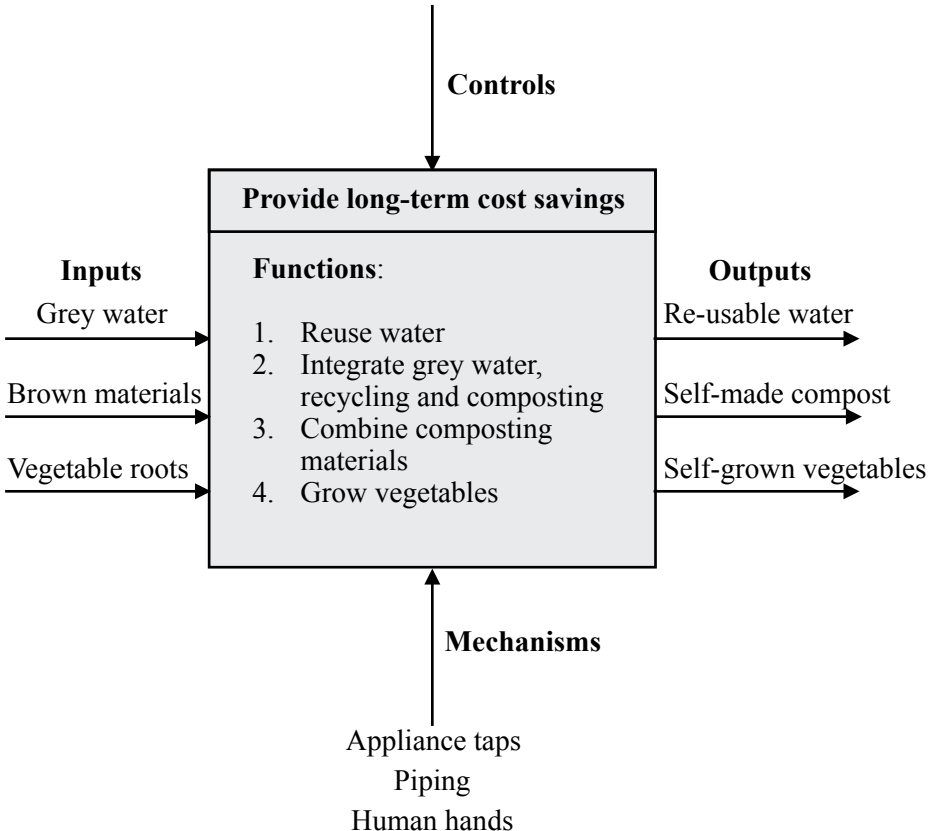 Controls
Provide long-term cost savings
Inputs
Grey water
Brown materials
Vegetable roots
Functions:
1. Reuse water
2. Integrate grey water,
recycling and composting
3. Combine composting
materials
4. Grow vegetables
Outputs
Re-usable water
Self-made compost
Self-grown vegetables
Mechanisms
Appliance taps
Piping
Human hands